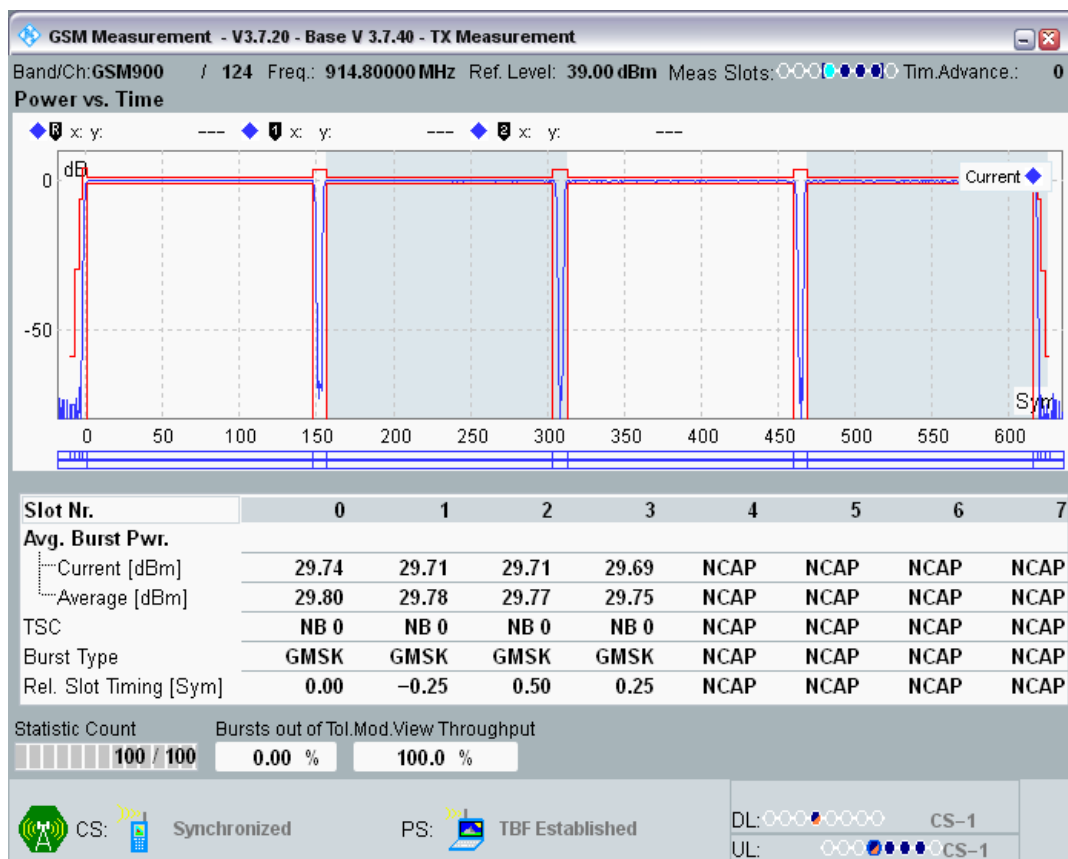 GSM Measurement - V3.7.20 - Base V 3.7.40 - TX Measurement
Band/Ch:GSM900 / 124 Freq.: 914.80000 MHz Ref. Level: 39.00 dBm Meas Slots: Tim.Advance.: 0
Power vs. Time
R x: y: --- 1 x: y: --- 2 x: y: ---
dB
Current
0
-50
Sym
0 50 100 150 200 250 300 350 400 450 500 550 600
Slot Nr. 0 1 2 3 4 5 6 7
Avg. Burst Pwr.
Current [dBm] 29.74 29.71 29.71 29.69 NCAP NCAP NCAP NCAP
Average [dBm] 29.80 29.78 29.77 29.75 NCAP NCAP NCAP NCAP
TSC NB 0 NB 0 NB 0 NB 0 NCAP NCAP NCAP NCAP
Burst Type GMSK GMSK GMSK GMSK NCAP NCAP NCAP NCAP
Rel. Slot Timing [Sym] 0.00 −0.25 0.50 0.25 NCAP NCAP NCAP NCAP
Statistic Count Bursts out of Tol.Mod.View Throughput
100 / 100 0.00 % 100.0 %
DL: CS−1
CS: Synchronized PS: TBF Established
UL: CS−1